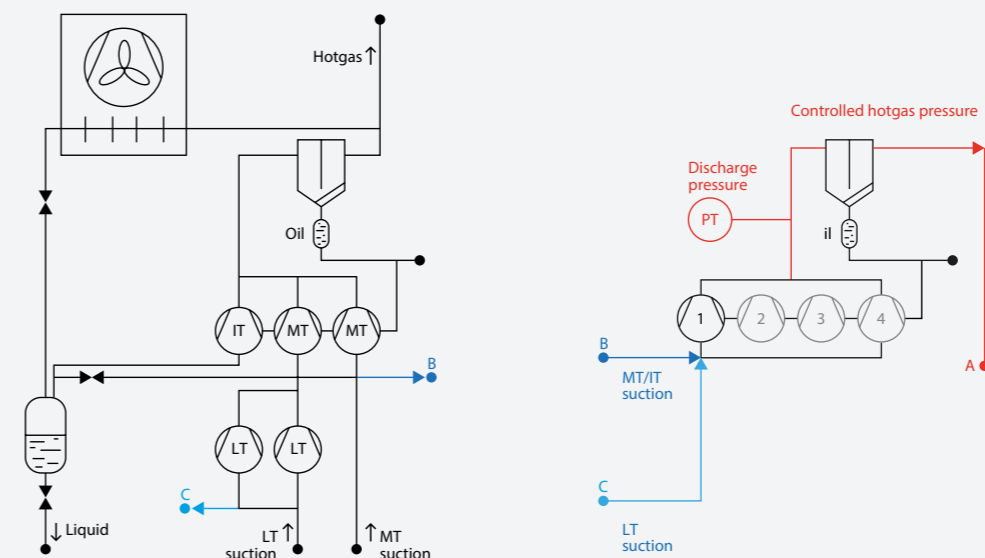 Hotgas ↑
Oil
IT
MT
MT
B
LT
LT
C
↓ Liquid
LT ↑
suction
↑ MT
suction
Controlled hotgas pressure
Discharge
pressure
PT
il
1
2
3
4
B
MT/IT
suction
A
C
LT
suction